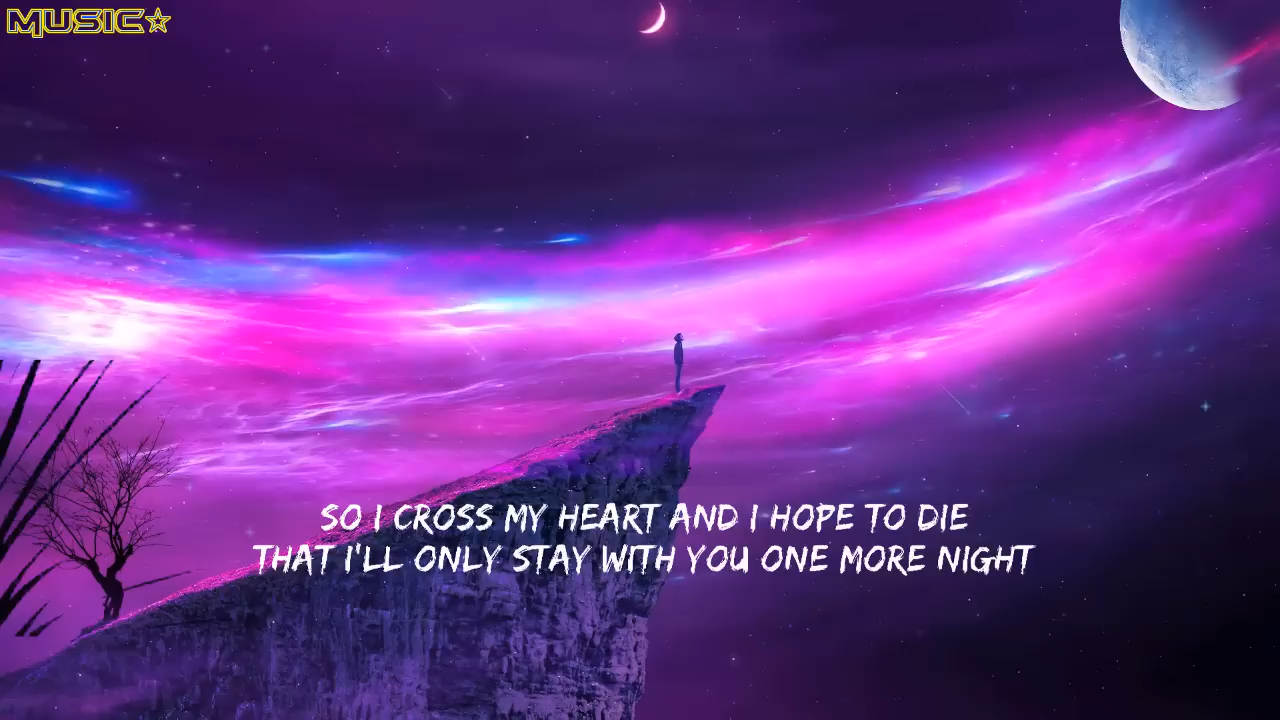 MUSIC☆
SO I CROSS MY HEART AND I HOPE TO DIE
THAT I'LL ONLY STAY WITH YOU ONE MORE NIGHT